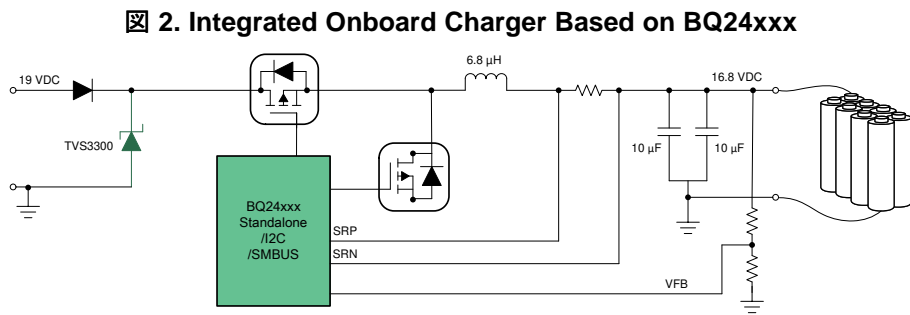 図 2. Integrated Onboard Charger Based on BQ24xxx
6.8 µH
19 VDC
16.8 VDC
TVS3300
10 µF
10 µF
BQ24xxx
Standalone
/I2C
/SMBUS
SRP
SRN
VFB